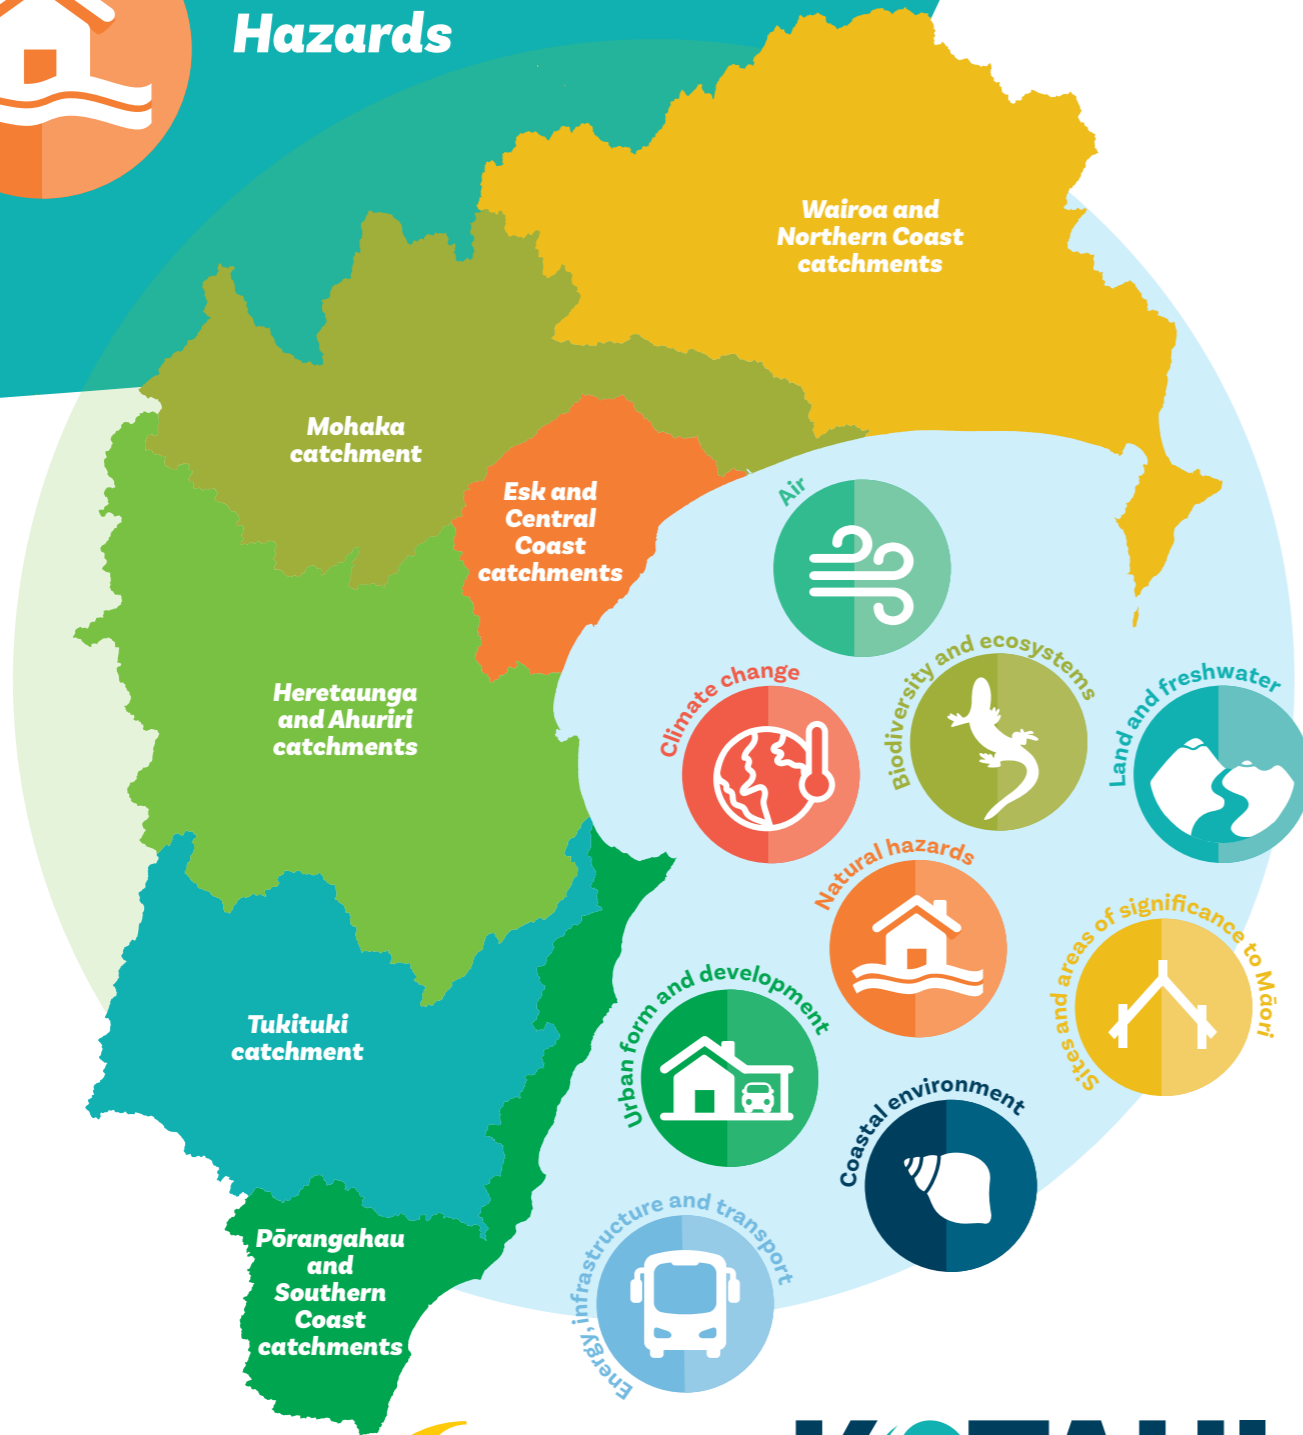 Hazards
Wairoa and
Northern Coast
catchments
Mohaka
catchment
Esk and
Central
Coast
catchments
Heretaunga
and Ahuriri
catchments
Tukituki
catchment
Pōrangahau
and
Southern
Coast
catchments
Air
Climate change
Biodiversity and ecosystems
Land and freshwater
Natural hazards
Sites and areas of significance to Māori
Urban form and development
Coastal environment
Energy, infrastructure and transport